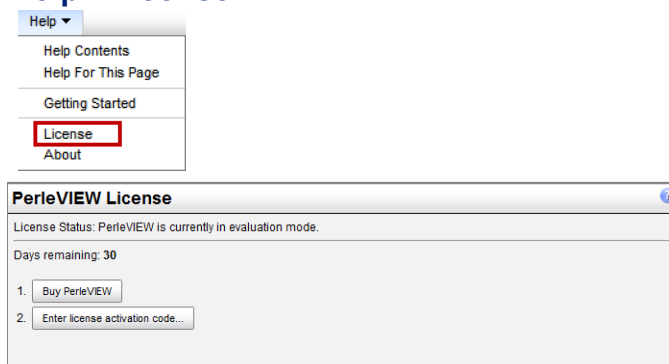 Help ▼
Help Contents
Help For This Page
Getting Started
License
About
PerleVIEW License
License Status: PerleVIEW is currently in evaluation mode.
Days remaining: 30
1. Buy PerleVIEW
2. Enter license activation code...